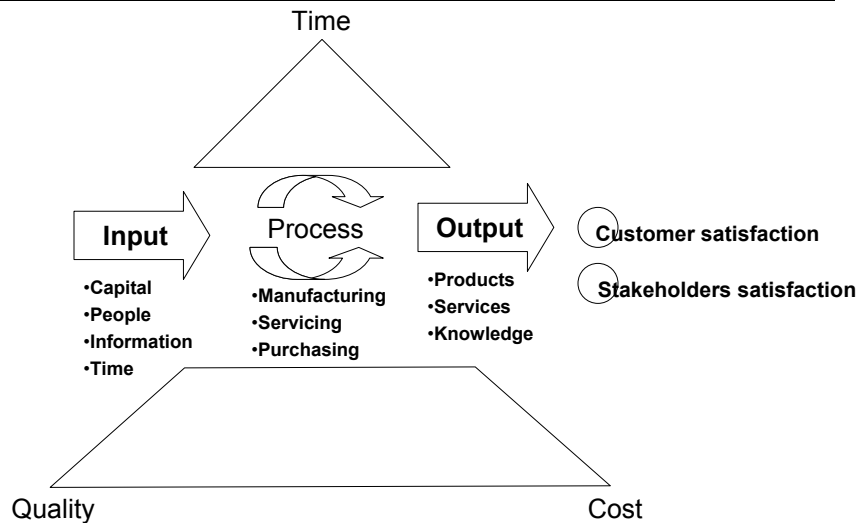 Time
Input
Process
Output
Customer satisfaction
Stakeholders satisfaction
•Capital
•People
•Information
•Time
•Manufacturing
•Servicing
•Purchasing
•Products
•Services
•Knowledge
Quality
Cost